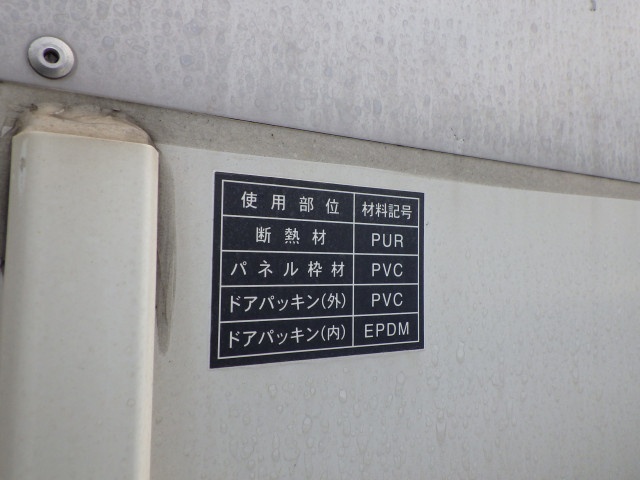 使用部位 材料記号
断熱材 PUR
パネル枠材 PVC
ドアパッキン(外) PVC
ドアパッキン(内) EPDM